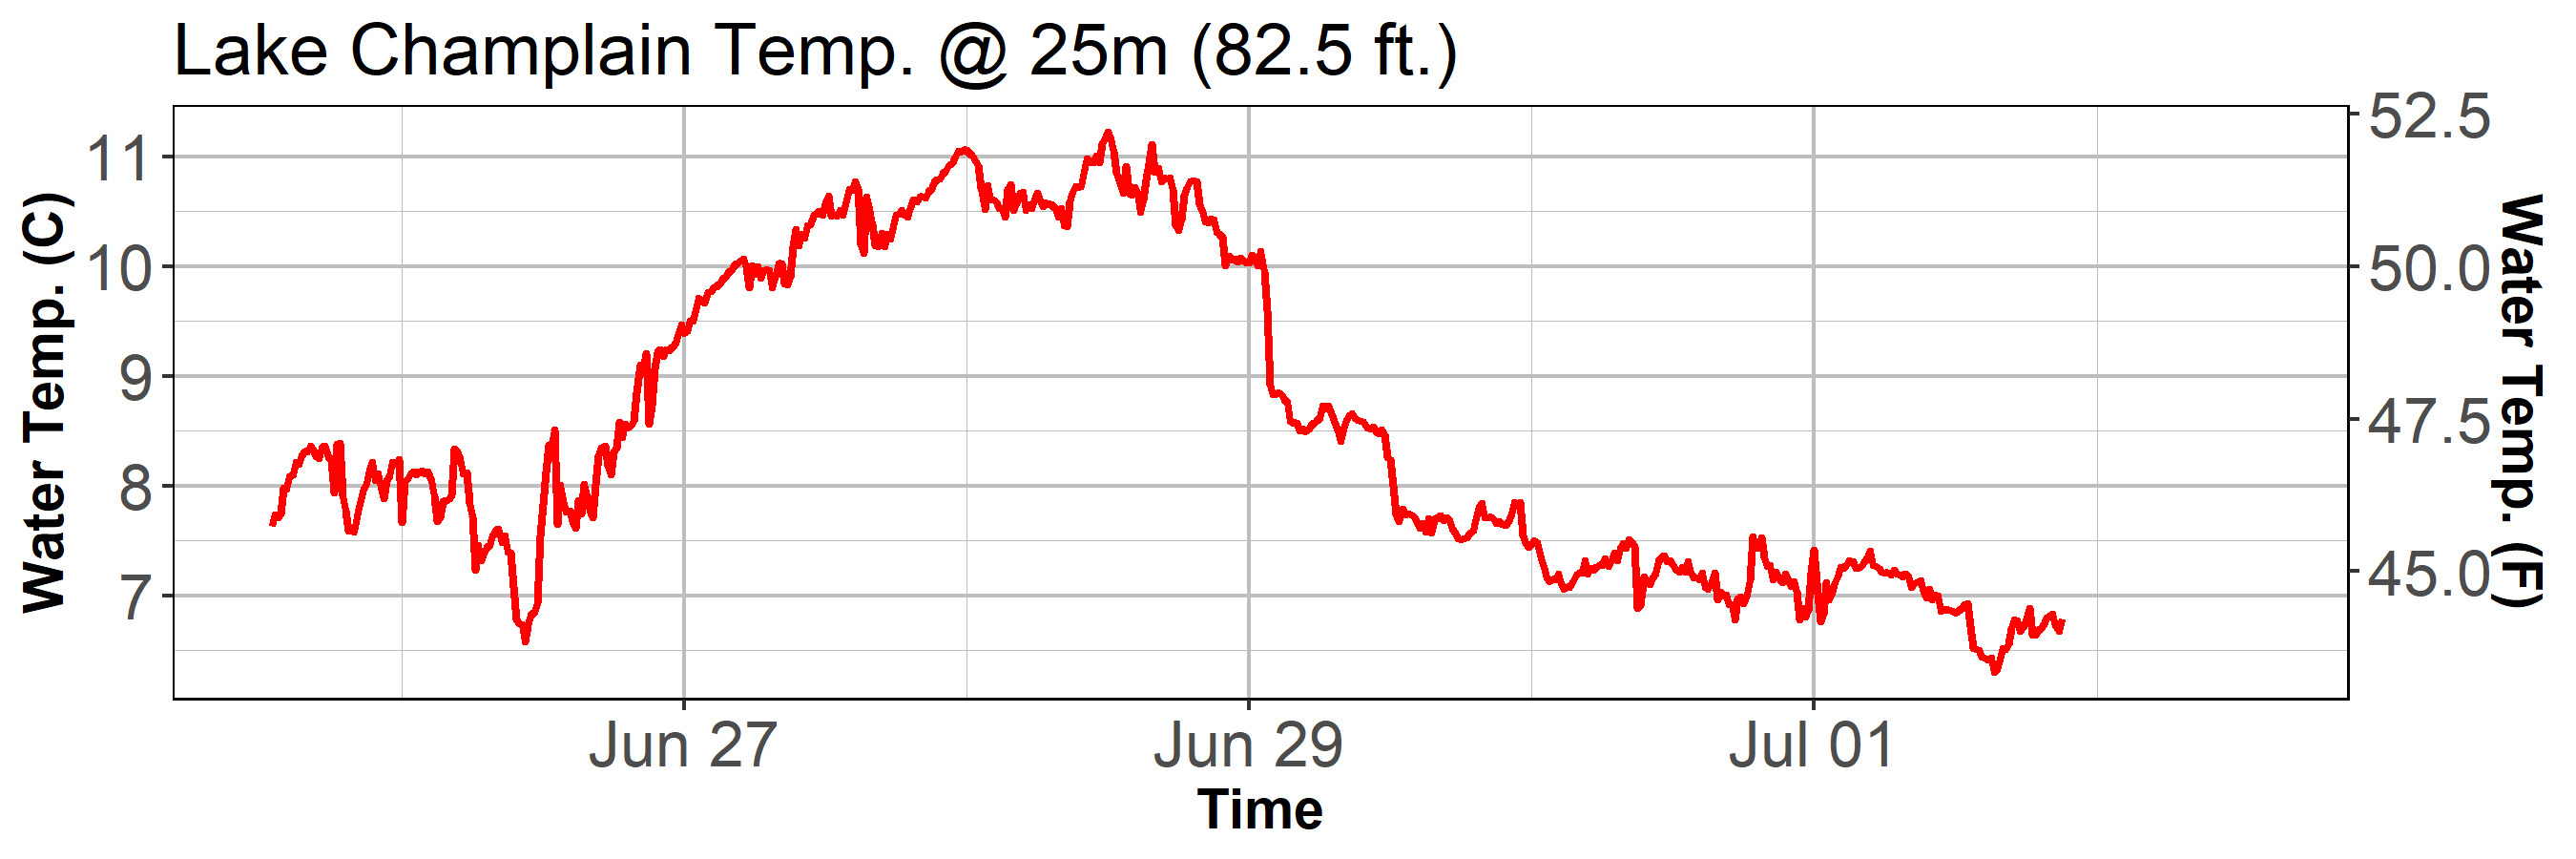 Lake Champlain Temp. @ 25m (82.5 ft.)
Water Temp. (C)
11
10
9
8
7
52.5
50.0
47.5
45.0
Water Temp. (F)
Jun 27
Jun 29
Jul 01
Time